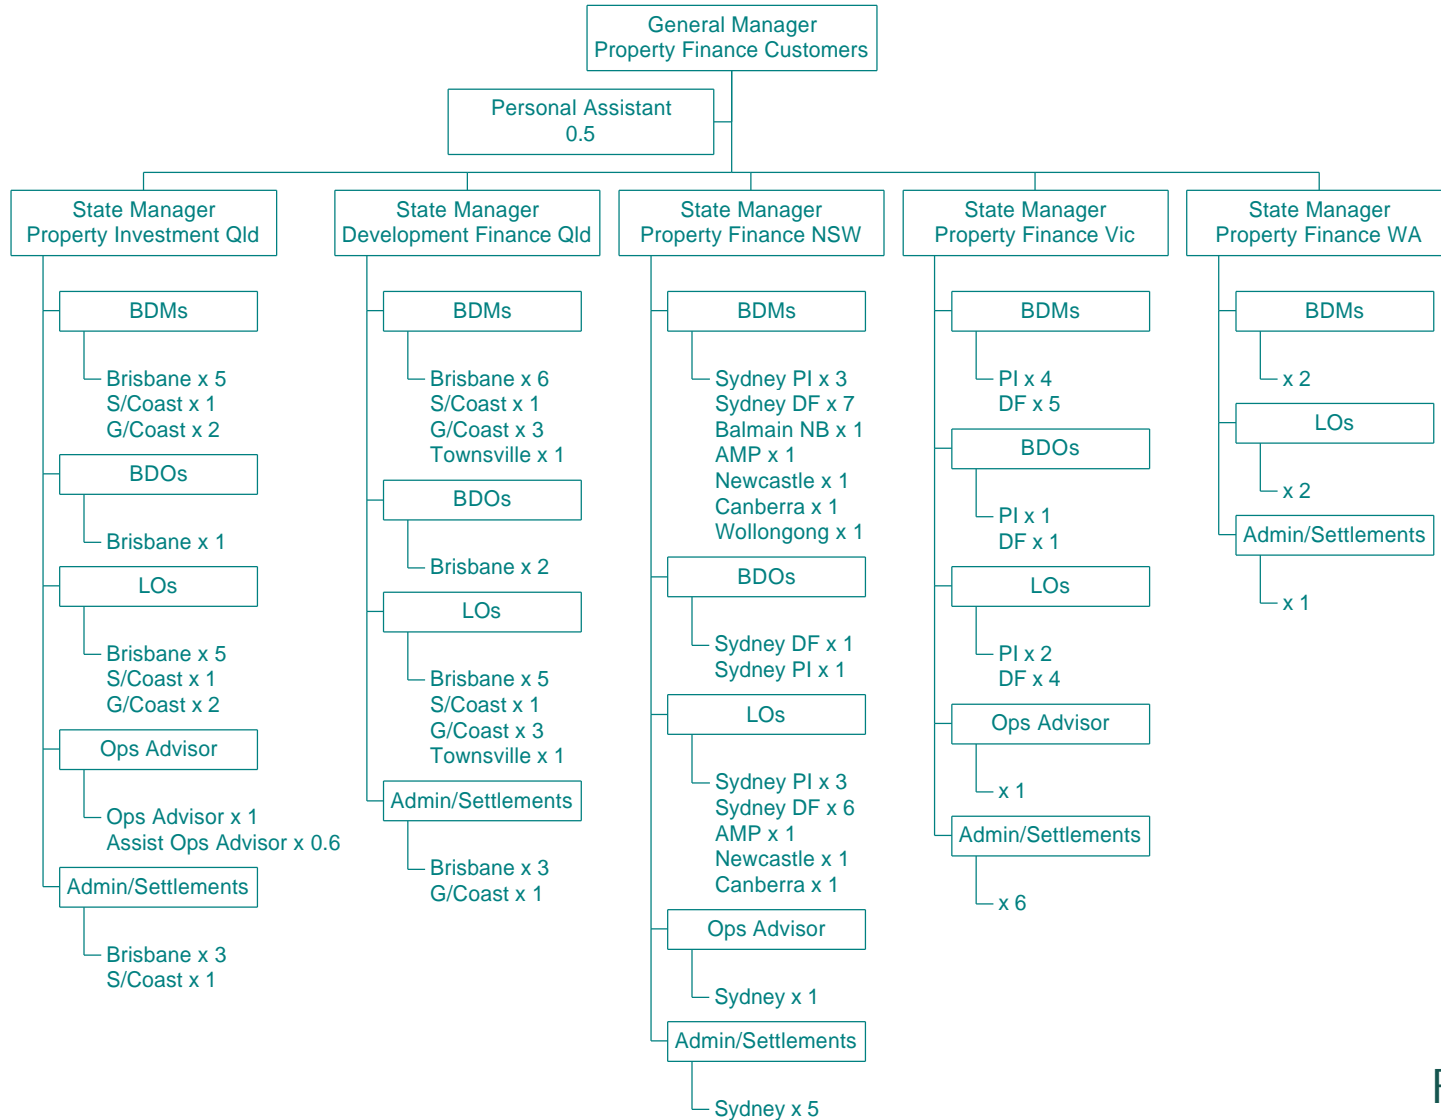 General Manager
Property Finance Customers
Personal Assistant
0.5
State Manager
Property Investment Qld
BDMs
Brisbane x 5
S/Coast x 1
G/Coast x 2
BDOs
Brisbane x 1
LOs
Brisbane x 5
S/Coast x 1
G/Coast x 2
Ops Advisor
Ops Advisor x 1
Assist Ops Advisor x 0.6
Admin/Settlements
Brisbane x 3
S/Coast x 1
State Manager
Development Finance Qld
BDMs
Brisbane x 6
S/Coast x 1
G/Coast x 3
Townsville x 1
BDOs
Brisbane x 2
LOs
Brisbane x 5
S/Coast x 1
G/Coast x 3
Townsville x 1
Admin/Settlements
Brisbane x 3
G/Coast x 1
State Manager
Property Finance NSW
BDMs
Sydney PI x 3
Sydney DF x 7
Balmain NB x 1
AMP x 1
Newcastle x 1
Canberra x 1
Wollongong x 1
BDOs
Sydney DF x 1
Sydney PI x 1
LOs
Sydney PI x 3
Sydney DF x 6
AMP x 1
Newcastle x 1
Canberra x 1
Ops Advisor
Sydney x 1
Admin/Settlements
Sydney x 5
State Manager
Property Finance Vic
BDMs
PI x 4
DF x 5
BDOs
PI x 1
DF x 1
LOs
PI x 2
DF x 4
Ops Advisor
x 1
Admin/Settlements
x 6
State Manager
Property Finance WA
BDMs
x 2
LOs
x 2
Admin/Settlements
x 1